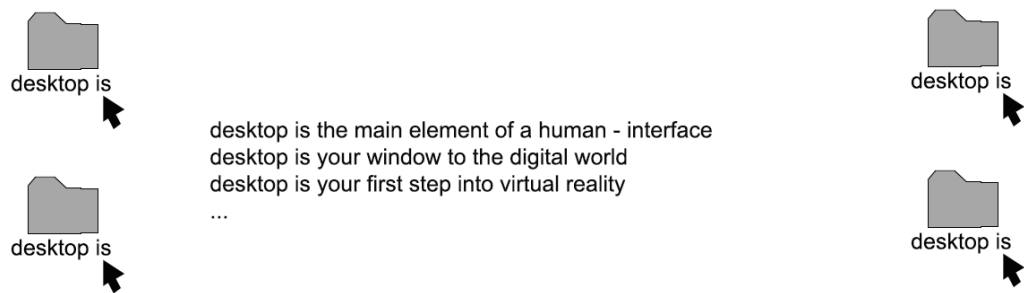 desktop is
desktop is
desktop is the main element of a human - interface
desktop is your window to the digital world
desktop is your first step into virtual reality
...
desktop is
desktop is